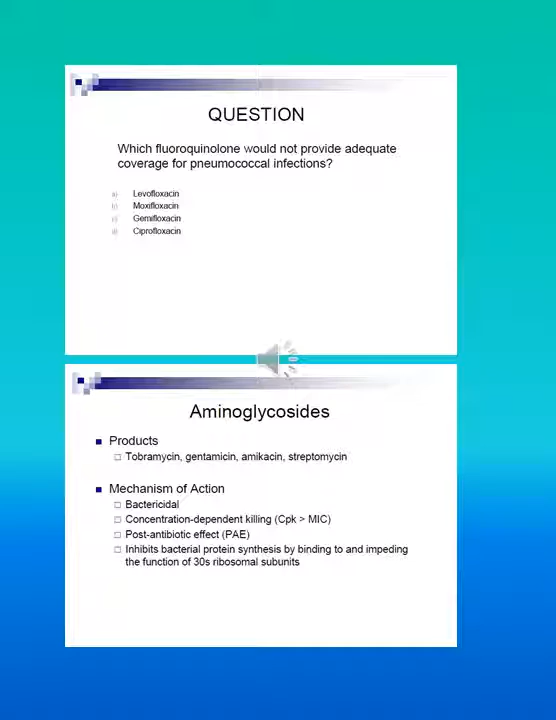 QUESTION
Which fluoroquinolone would not provide adequate
coverage for pneumococcal infections?
a) Levofloxacin
b) Moxifloxacin
c) Gemifloxacin
d) Ciprofloxacin
Aminoglycosides
Products
Tobramycin, gentamicin, amikacin, streptomycin
Mechanism of Action
Bactericidal
Concentration-dependent killing (Cpk > MIC)
Post-antibiotic effect (PAE)
Inhibits bacterial protein synthesis by binding to and impeding
the function of 30s ribosomal subunits